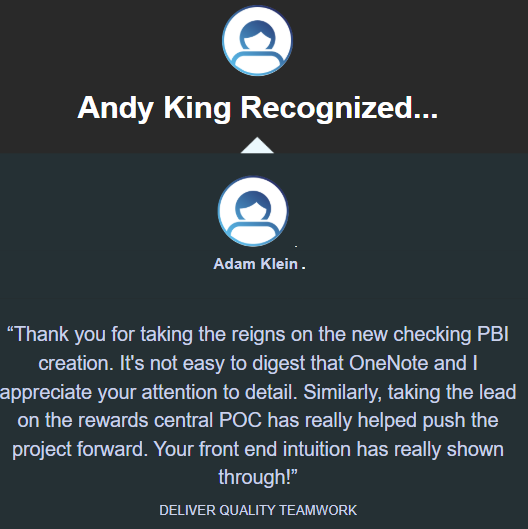 Andy King Recognized...
Adam Klein.
“Thank you for taking the reigns on the new checking PBI
creation. It's not easy to digest that OneNote and I
appreciate your attention to detail. Similarly, taking the lead
on the rewards central POC has really helped push the
project forward. Your front end intuition has really shown
through!”
DELIVER QUALITY TEAMWORK